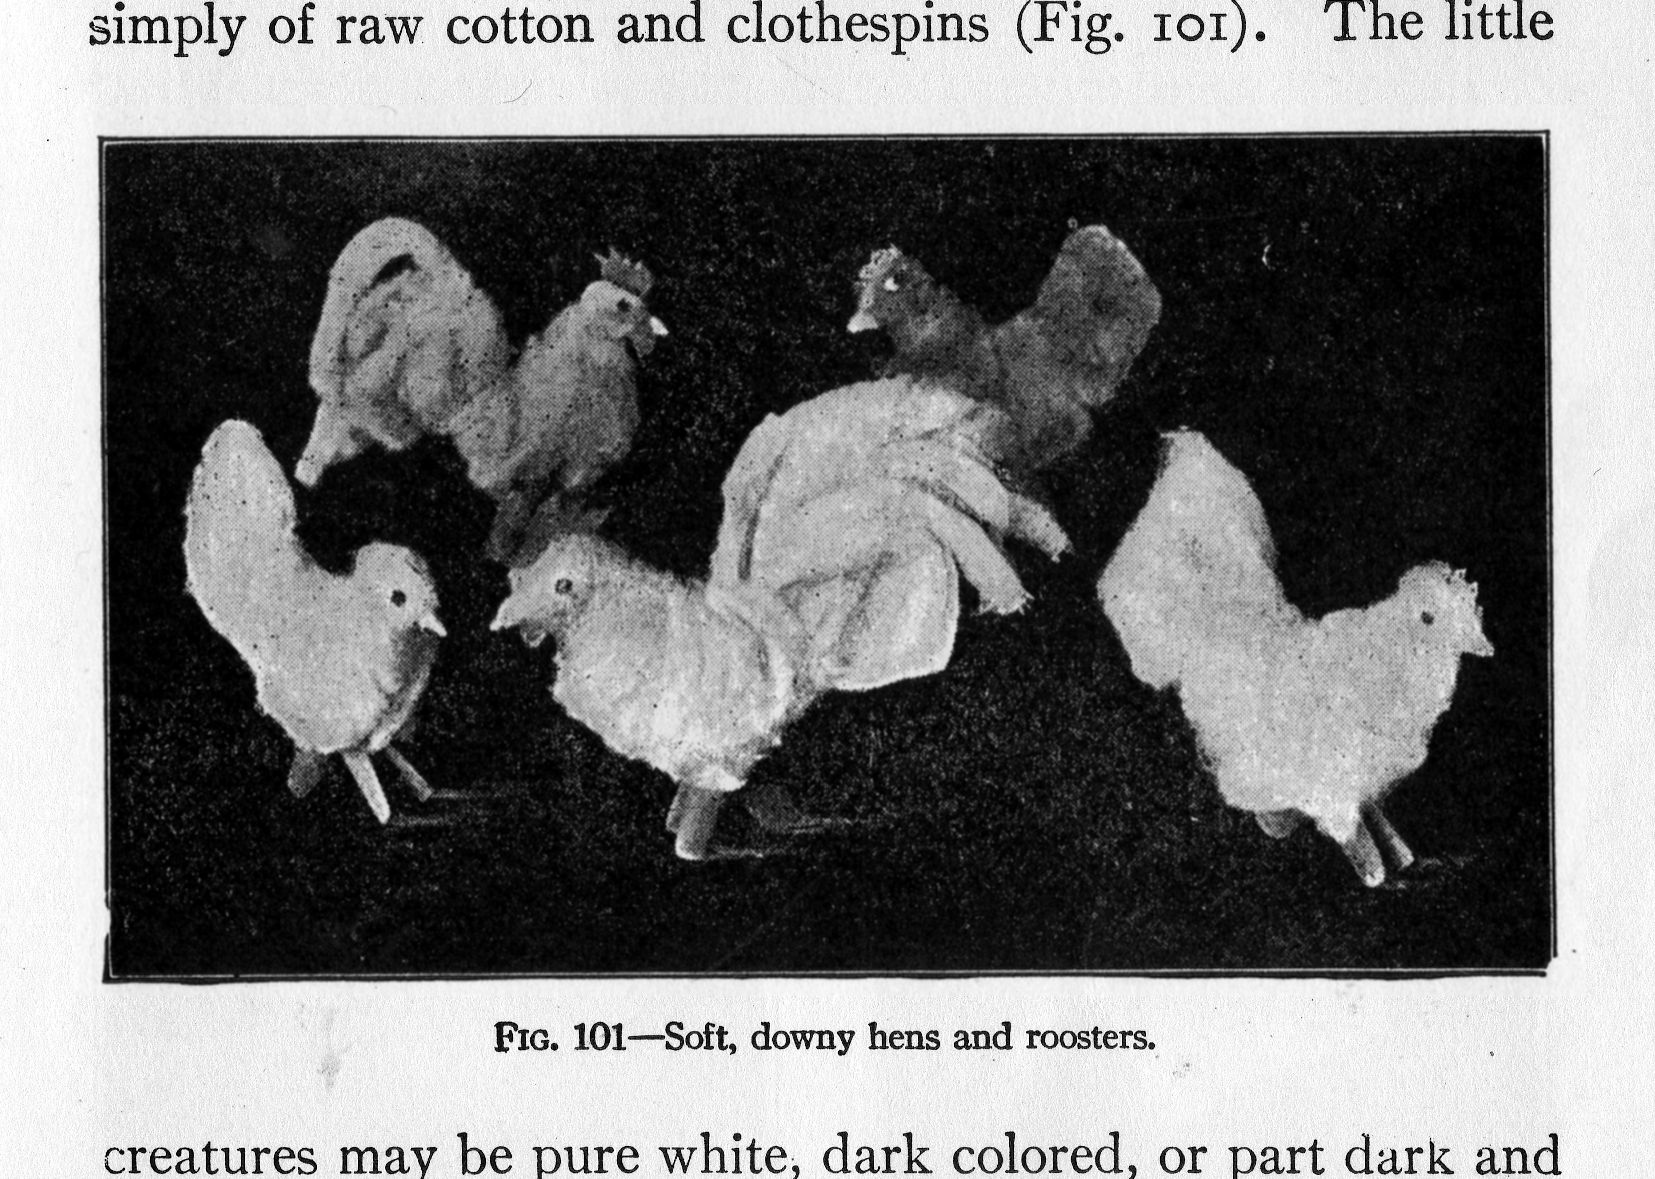 simply of raw cotton and clothespins (Fig. 101). The little
Fig. 101—Soft, downy hens and roosters.
creatures may be pure white, dark colored, or part dark and